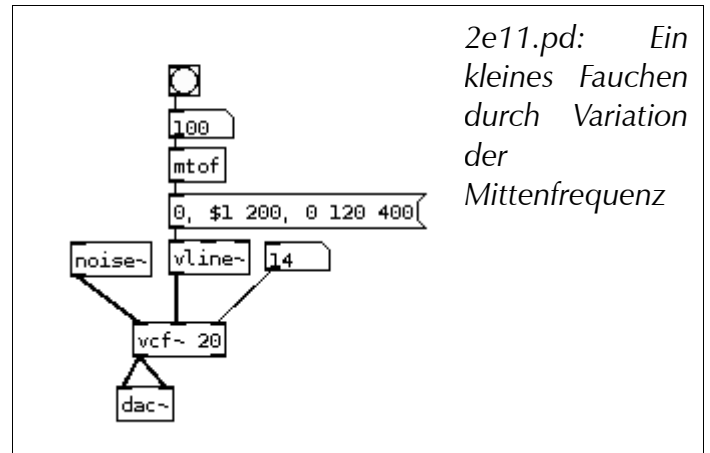 2e11.pd: Ein
kleines Fauchen
durch Variation
der
Mittenfrequenz
100
mtof
0, $1 200, 0 120 400
noise~ vline~ 14
vcf~ 20
dac~